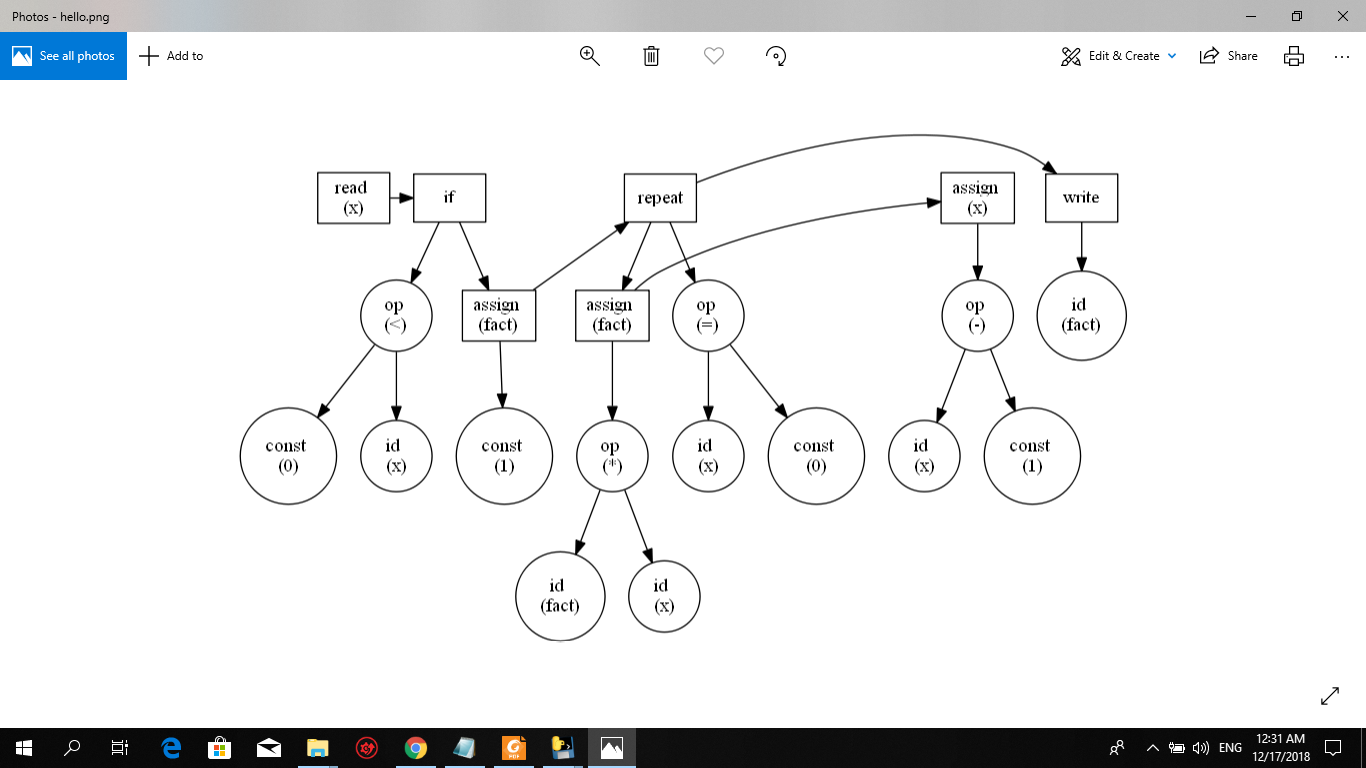 Photos - hello.png
See all photos
Add to
Edit & Create
Share
read
(x)
if
repeat
assign
(x)
write
op
(<)
assign
(fact)
assign
(fact)
op
(=)
op
(-)
id
(fact)
const
(0)
id
(x)
const
(1)
op
(*)
id
(x)
const
(0)
id
(x)
const
(1)
id
(fact)
id
(x)
ENG
12:31 AM
12/17/2018